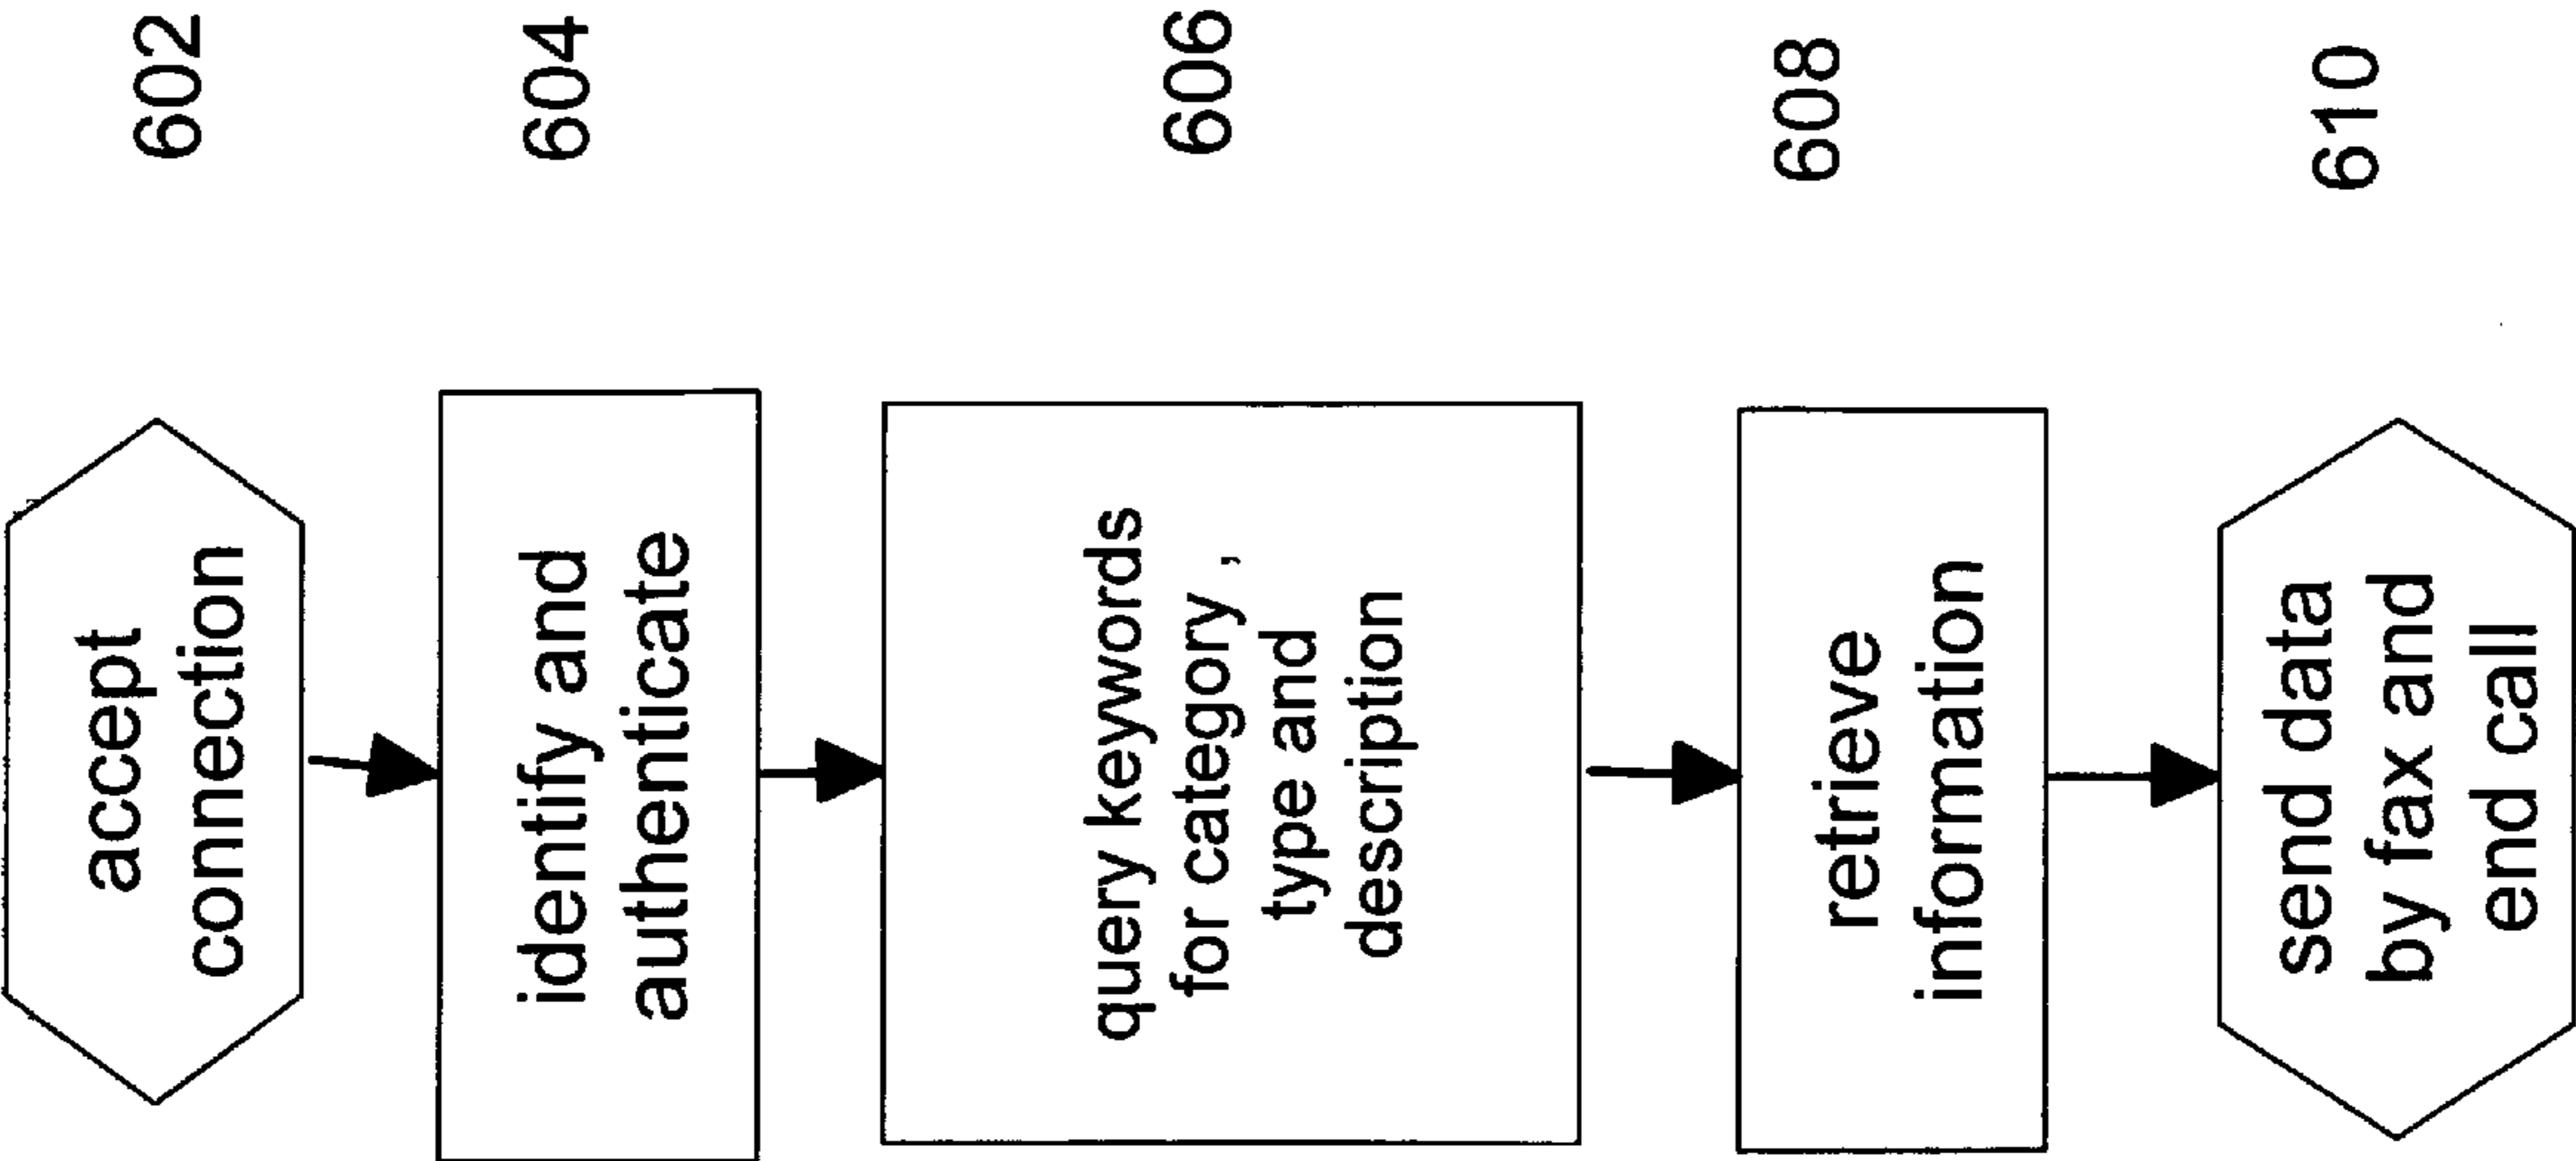 accept
connection
602
identify and
authenticate
604
query keywords
for category ,
type and
description
606
retrieve
information
608
send data
by fax and
end call
610